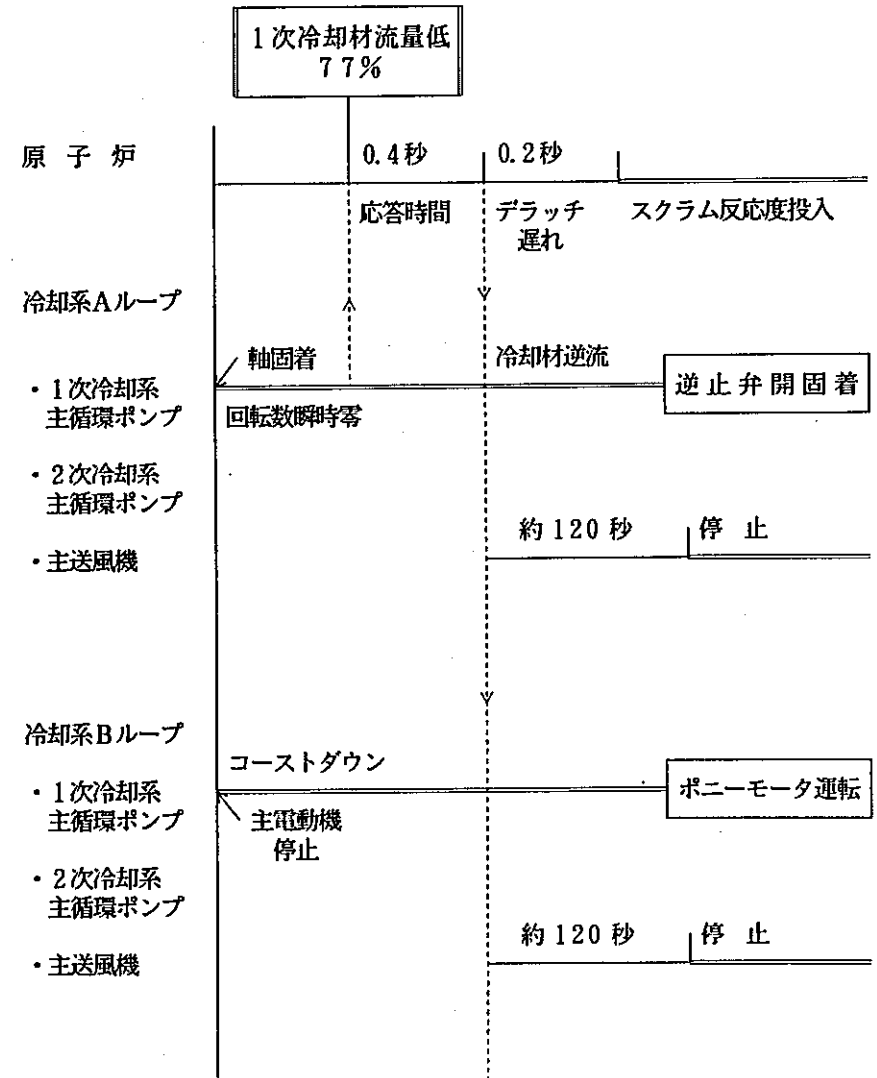 1次冷却材流量低
77%
原子炉
0.4秒
0.2秒
応答時間
デラッチ
遅れ
スクラム反応度投入
冷却系Aループ
軸固着
冷却材逆流
逆止弁開固着
・1次冷却系
主循環ポンプ
回転数瞬時零
・2次冷却系
主循環ポンプ
約120秒
停止
・主送風機
冷却系Bループ
コーストダウン
ポニーモータ運転
・1次冷却系
主循環ポンプ
主電動機
停止
・2次冷却系
主循環ポンプ
約120秒
停止
・主送風機